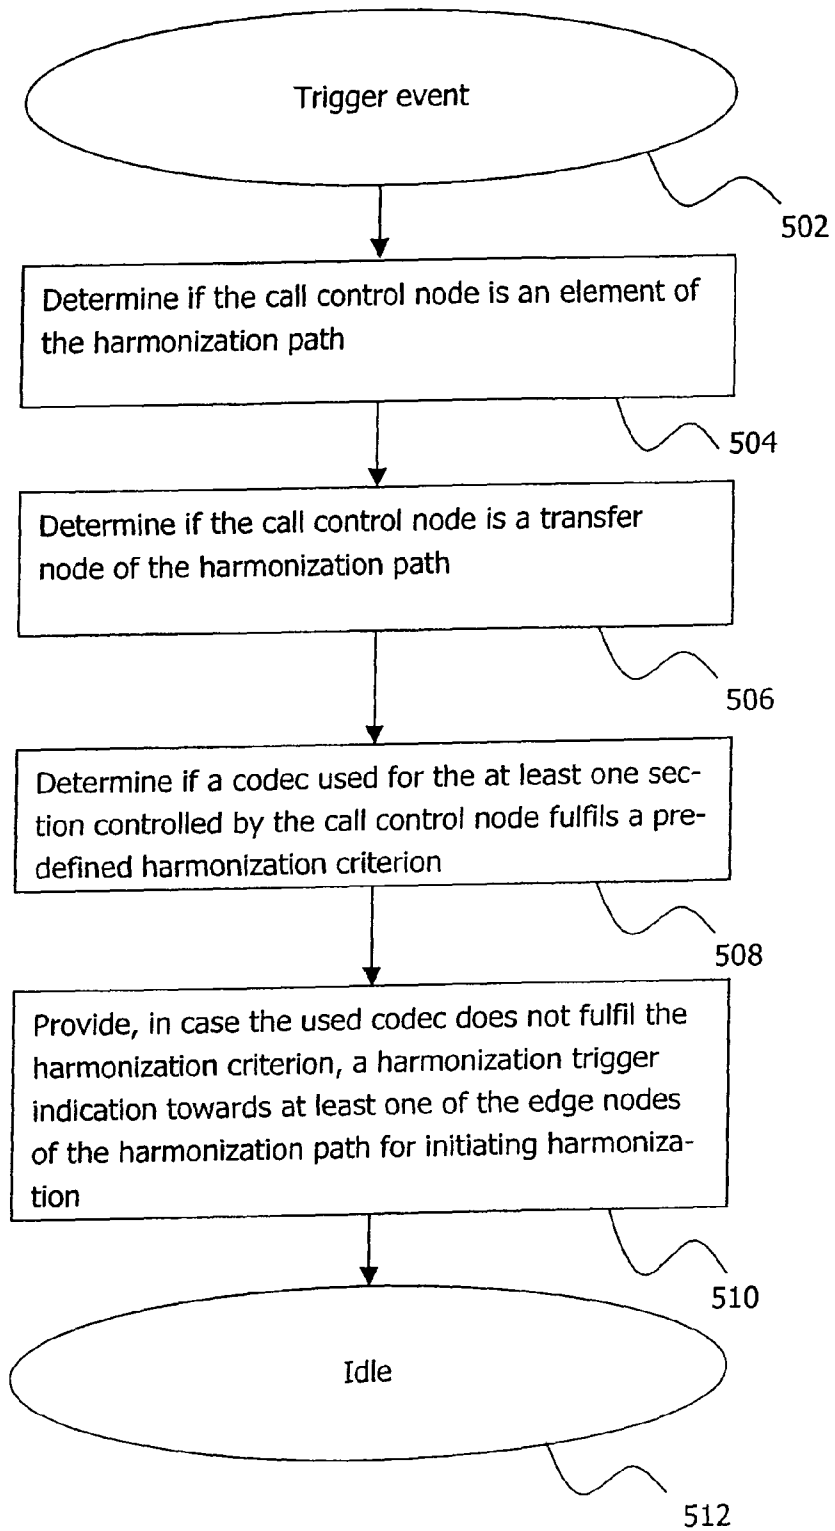 Trigger event
502
Determine if the call control node is an element of
the harmonization path
504
Determine if the call control node is a transfer
node of the harmonization path
506
Determine if a codec used for the at least one sec-
tion controlled by the call control node fulfils a pre-
defined harmonization criterion
508
Provide, in case the used codec does not fulfil the
harmonization criterion, a harmonization trigger
indication towards at least one of the edge nodes
of the harmonization path for initiating harmoniza-
tion
510
Idle
512